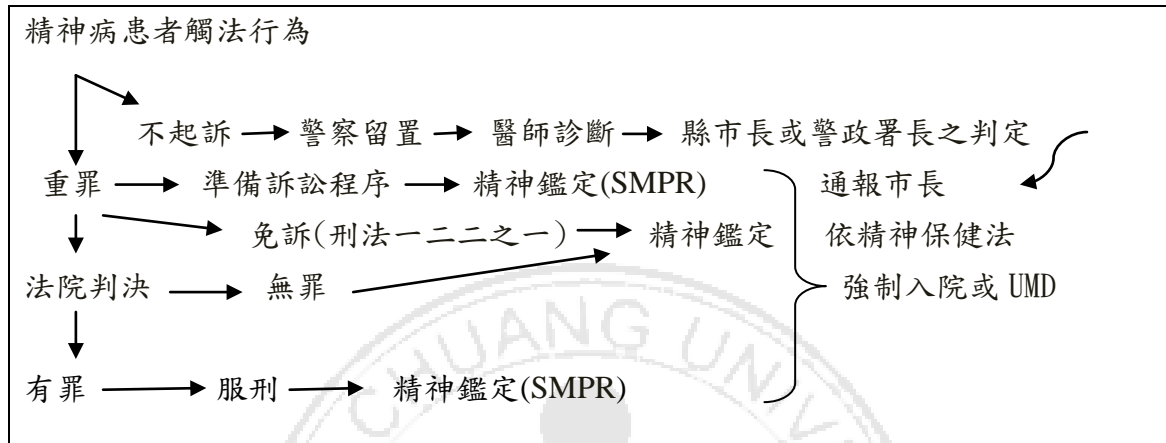 精神病患者觸法行為
不起訴 警察留置 醫師診斷 縣市長或警政署長之判定
重罪 準備訴訟程序 精神鑑定(SMPR) 通報市長
免訴(刑法一二二之一) 精神鑑定 依精神保健法
法院判決 無罪 強制入院或 UMD
有罪 服刑 精神鑑定(SMPR)
CHUANG UNIV